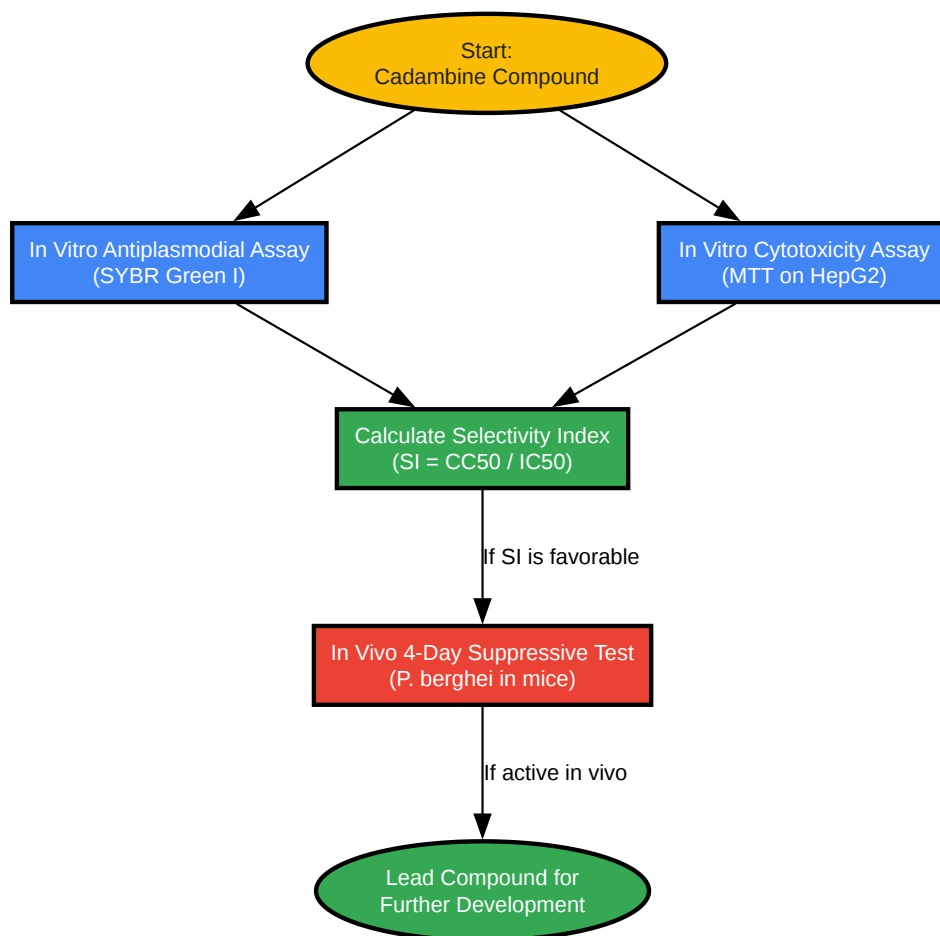 Start:
Cadambine Compound
In Vitro Antiplasmodial Assay
(SYBR Green I)
In Vitro Cytotoxicity Assay
(MTT on HepG2)
Calculate Selectivity Index
(SI = CC50 / IC50)
If SI is favorable
In Vivo 4-Day Suppressive Test
(P. berghei in mice)
If active in vivo
Lead Compound for
Further Development